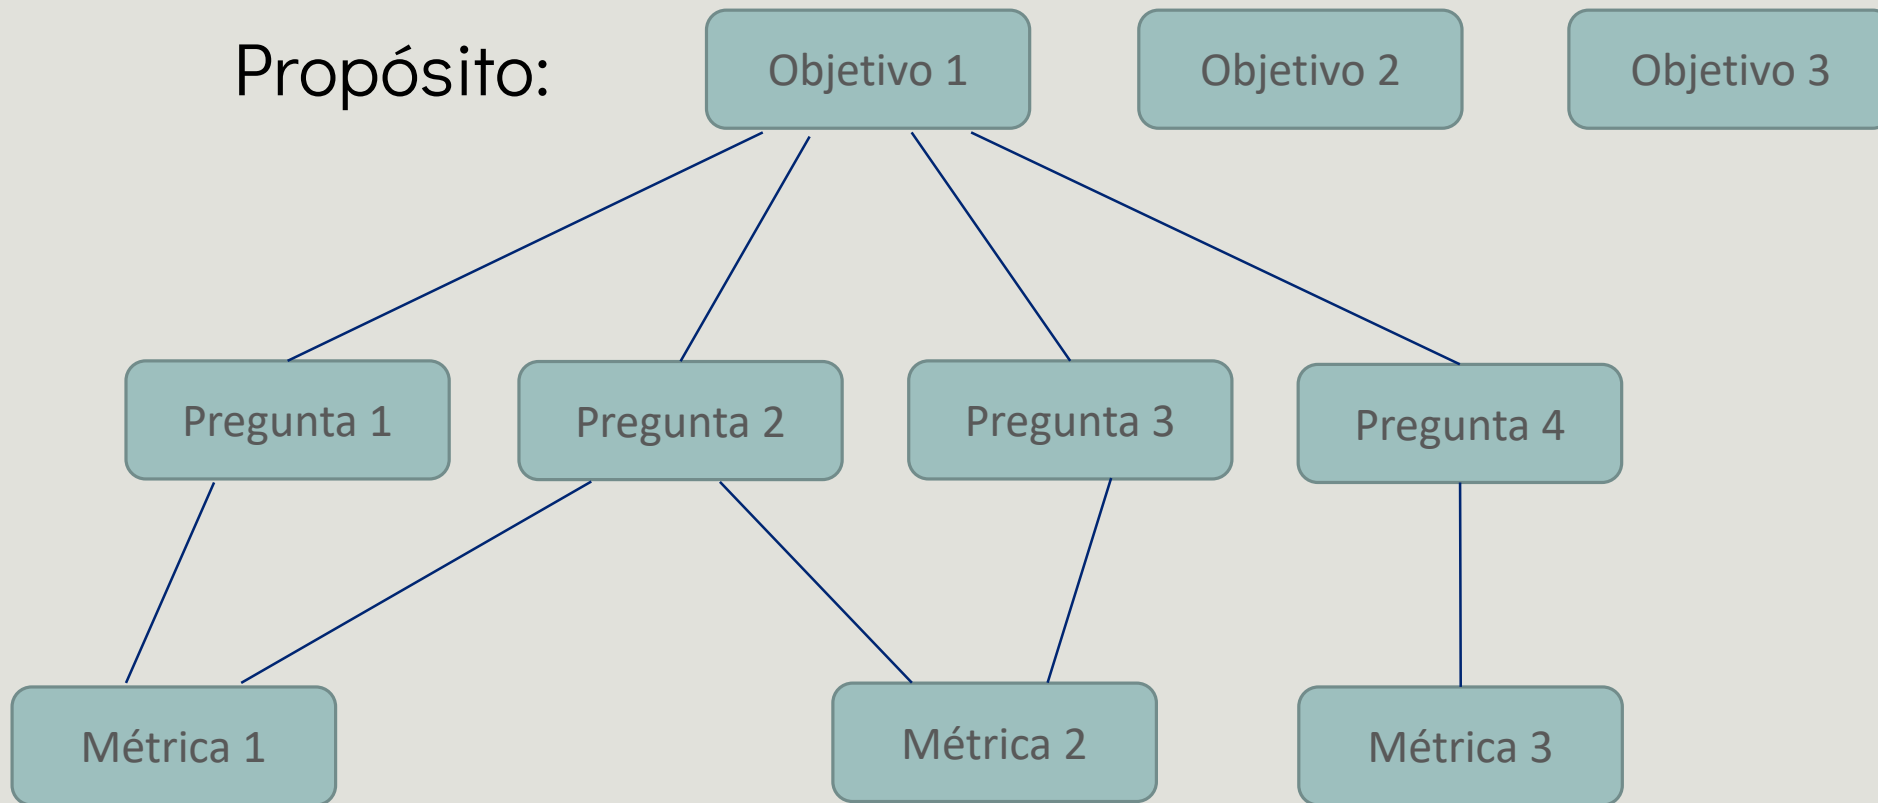 Propósito:
Objetivo 1
Objetivo 2
Objetivo 3
Pregunta 1
Pregunta 2
Pregunta 3
Pregunta 4
Métrica 1
Métrica 2
Métrica 3